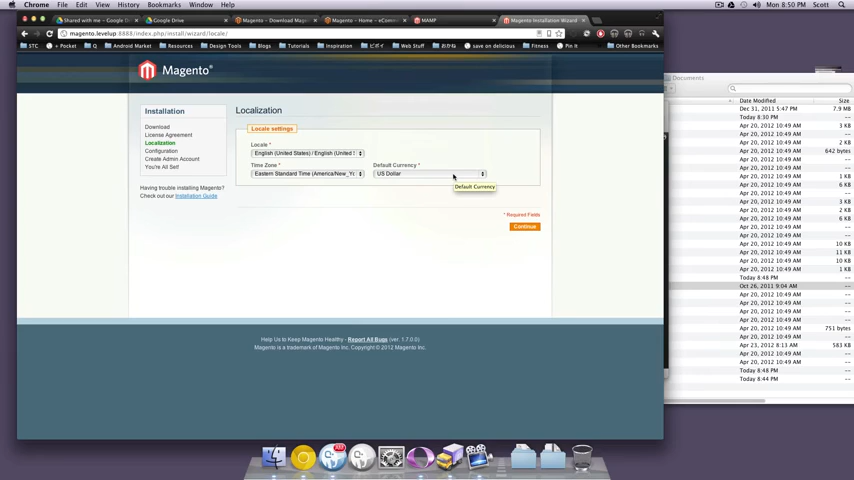 Chrome File Edit View History Bookmarks Window Help
M 8:50 PM Scott
Shared with me – Google D
Google Drive
Magento – Download Mag
Magento – Home – eComm
MAMP
Magento Installation Wizard
magento.levelup:8888/index.php/install/wizard/locale/
STC
+ Pocket
Q
Android Market
Resources
Design Tools
Blogs
Tutorials
Inspiration
Web Stuff
save on delicious
Fitness
Pin It
Other Bookmarks
Magento®
Installation
Download
License Agreement
Localization
Configuration
Create Admin Account
You're All Set!
Having trouble installing Magento?
Check out our Installation Guide
Localization
Locale settings
Locale *
English (United States) / English (United
Time Zone *
Default Currency *
Eastern Standard Time (America/New_Yo
US Dollar
Default Currency
* Required Fields
Continue
Help Us to Keep Magento Healthy - Report All Bugs (ver. 1.7.0.0)
Magento is a trademark of Magento Inc. Copyright © 2012 Magento Inc.
Documents
Date Modified Size
Dec 31, 2011 5:47 PM 7.9 M
Today 8:30 PM --
Apr 20, 2012 10:49 AM 3 KB
Apr 20, 2012 10:49 AM --
Apr 20, 2012 10:49 AM 2 KB
Apr 20, 2012 10:49 AM 642 bytes
Apr 20, 2012 10:49 AM --
Apr 20, 2012 10:49 AM 1 KB
Apr 20, 2012 10:49 AM 6 KB
Apr 20, 2012 10:49 AM --
Apr 20, 2012 10:49 AM 3 KB
Apr 20, 2012 10:49 AM 2 KB
Apr 20, 2012 10:49 AM 6 KB
Apr 20, 2012 10:49 AM --
Apr 20, 2012 10:49 AM --
Apr 20, 2012 10:49 AM 10 KB
Apr 20, 2012 10:49 AM 11 KB
Apr 20, 2012 10:49 AM 10 KB
Apr 20, 2012 10:49 AM 1 KB
Today 8:48 PM --
Oct 26, 2011 9:04 AM --
Apr 20, 2012 10:49 AM --
Apr 20, 2012 10:49 AM --
Apr 20, 2012 10:49 AM --
Apr 20, 2012 10:49 AM --
Apr 20, 2012 10:49 AM 751 bytes
Apr 23, 2012 8:13 AM 583 KB
Apr 20, 2012 10:49 AM --
Apr 20, 2012 10:49 AM --
Today 8:48 PM --
Today 8:44 PM --